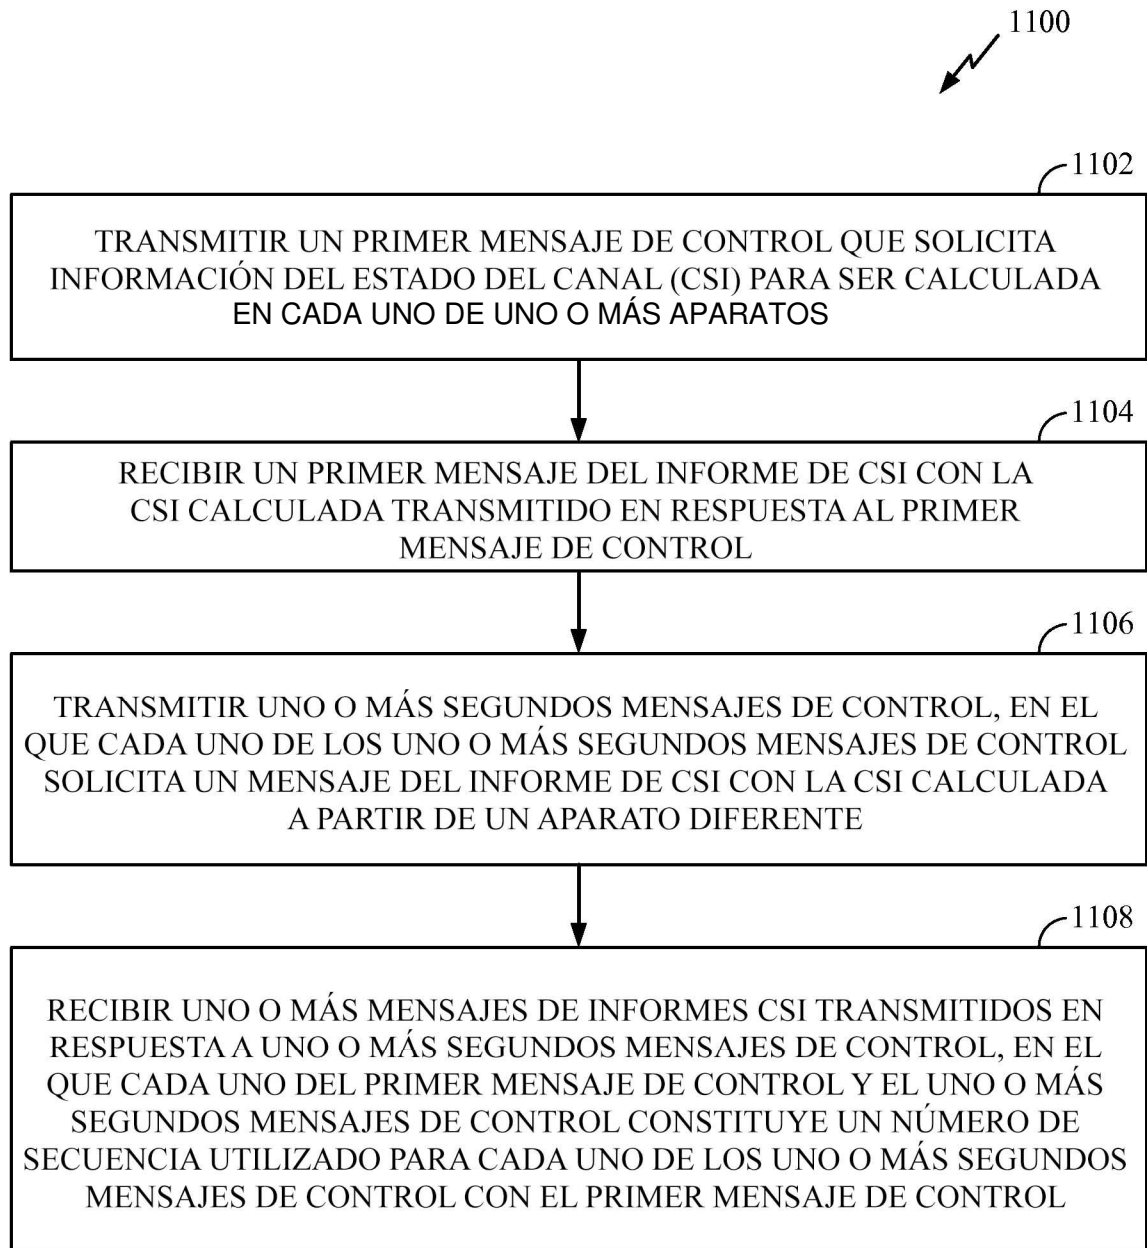 1100
1102
TRANSMITIR UN PRIMER MENSAJE DE CONTROL QUE SOLICITA
INFORMACIÓN DEL ESTADO DEL CANAL (CSI) PARA SER CALCULADA
EN CADA UNO DE UNO O MÁS APARATOS
1104
RECIBIR UN PRIMER MENSAJE DEL INFORME DE CSI CON LA
CSI CALCULADA TRANSMITIDO EN RESPUESTA AL PRIMER
MENSAJE DE CONTROL
1106
TRANSMITIR UNO O MÁS SEGUNDOS MENSAJES DE CONTROL, EN EL
QUE CADA UNO DE LOS UNO O MÁS SEGUNDOS MENSAJES DE CONTROL
SOLICITA UN MENSAJE DEL INFORME DE CSI CON LA CSI CALCULADA
A PARTIR DE UN APARATO DIFERENTE
1108
RECIBIR UNO O MÁS MENSAJES DE INFORMES CSI TRANSMITIDOS EN
RESPUESTA A UNO O MÁS SEGUNDOS MENSAJES DE CONTROL, EN EL
QUE CADA UNO DEL PRIMER MENSAJE DE CONTROL Y EL UNO O MÁS
SEGUNDOS MENSAJES DE CONTROL CONSTITUYE UN NÚMERO DE
SECUENCIA UTILIZADO PARA CADA UNO DE LOS UNO O MÁS SEGUNDOS
MENSAJES DE CONTROL CON EL PRIMER MENSAJE DE CONTROL